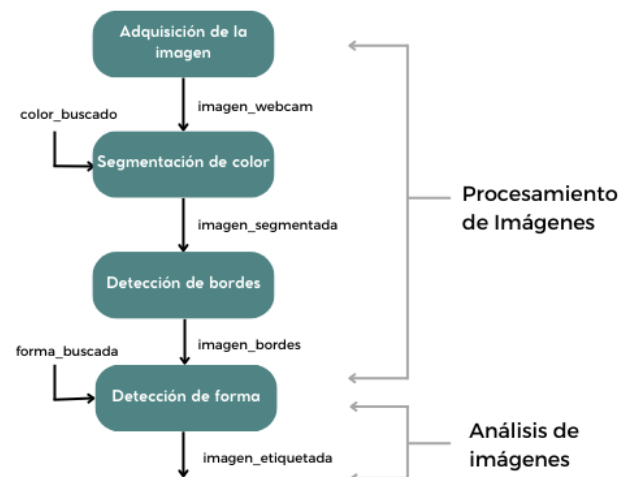 Adquisición de la
imagen
imagen_webcam
color_buscado
Segmentación de color
imagen_segmentada
Procesamiento
de Imágenes
Detección de bordes
imagen_bordes
forma_buscada
Detección de forma
imagen_etiquetada
Análisis de
imágenes